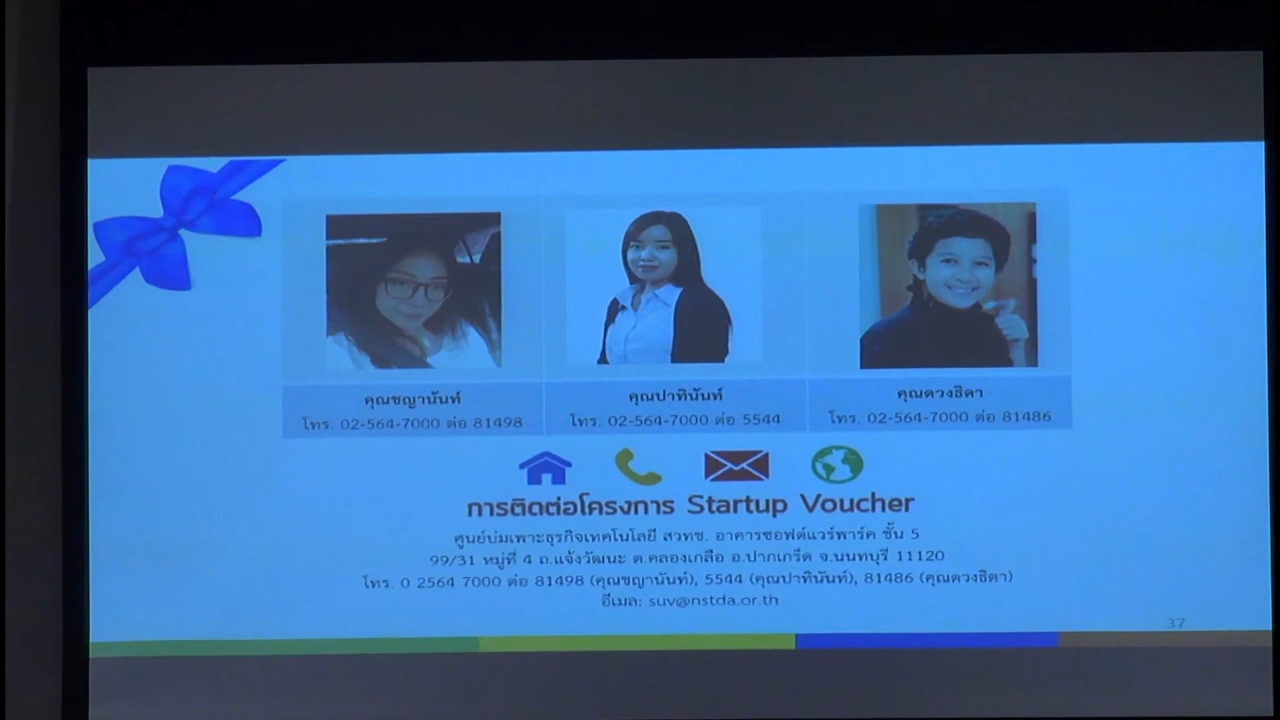 คุณชญานันท์
โทร. 02-564-7000 ต่อ 81498
คุณปาทินันท์
โทร. 02-564-7000 ต่อ 5544
คุณดวงธิดา
โทร. 02-564-7000 ต่อ 81486
การติดต่อโครงการ Startup Voucher
ศูนย์บ่มเพาะธุรกิจเทคโนโลยี สวทช. อาคารซอฟต์แวร์พาร์ค ชั้น 5
99/31 หมู่ที่ 4 ถ.แจ้งวัฒนะ ต.คลองเกลือ อ.ปากเกร็ด จ.นนทบุรี 11120
โทร. 0 2564 7000 ต่อ 81498 (คุณชญานันท์), 5544 (คุณปาทินันท์), 81486 (คุณดวงธิดา)
อีเมล: suv@nstda.or.th
37